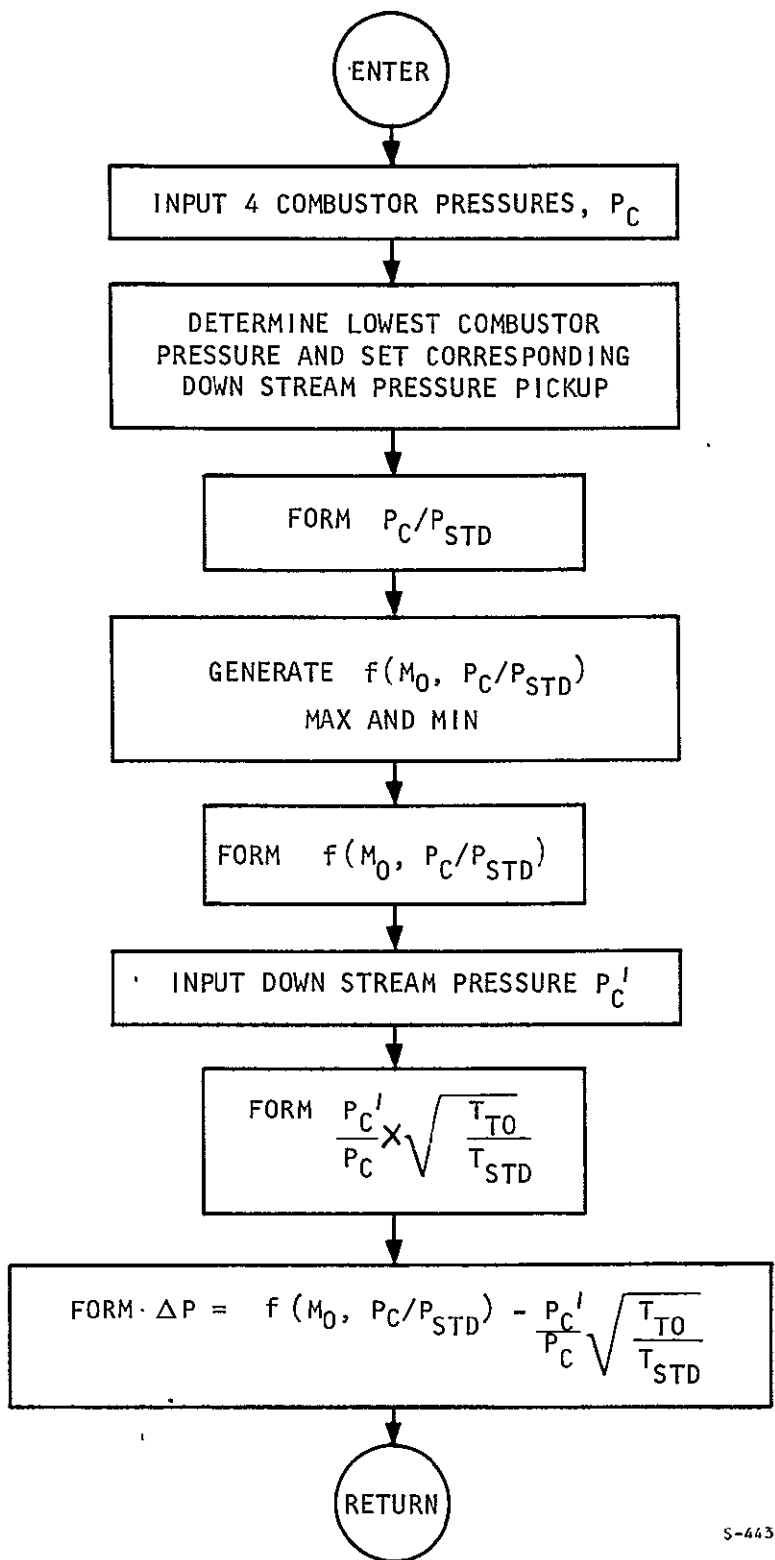 ENTER
INPUT 4 COMBUSTOR PRESSURES, P_C
DETERMINE LOWEST COMBUSTOR
PRESSURE AND SET CORRESPONDING
DOWN STREAM PRESSURE PICKUP
FORM P_C/P_STD
GENERATE f(M_0, P_C/P_STD)
MAX AND MIN
FORM f(M_0, P_C/P_STD)
INPUT DOWN STREAM PRESSURE P_C'
FORM P_C'/P_C X √(T_TO/T_STD)
FORM ΔP = f(M_0, P_C/P_STD) - P_C'/P_C √(T_TO/T_STD)
RETURN
S-443